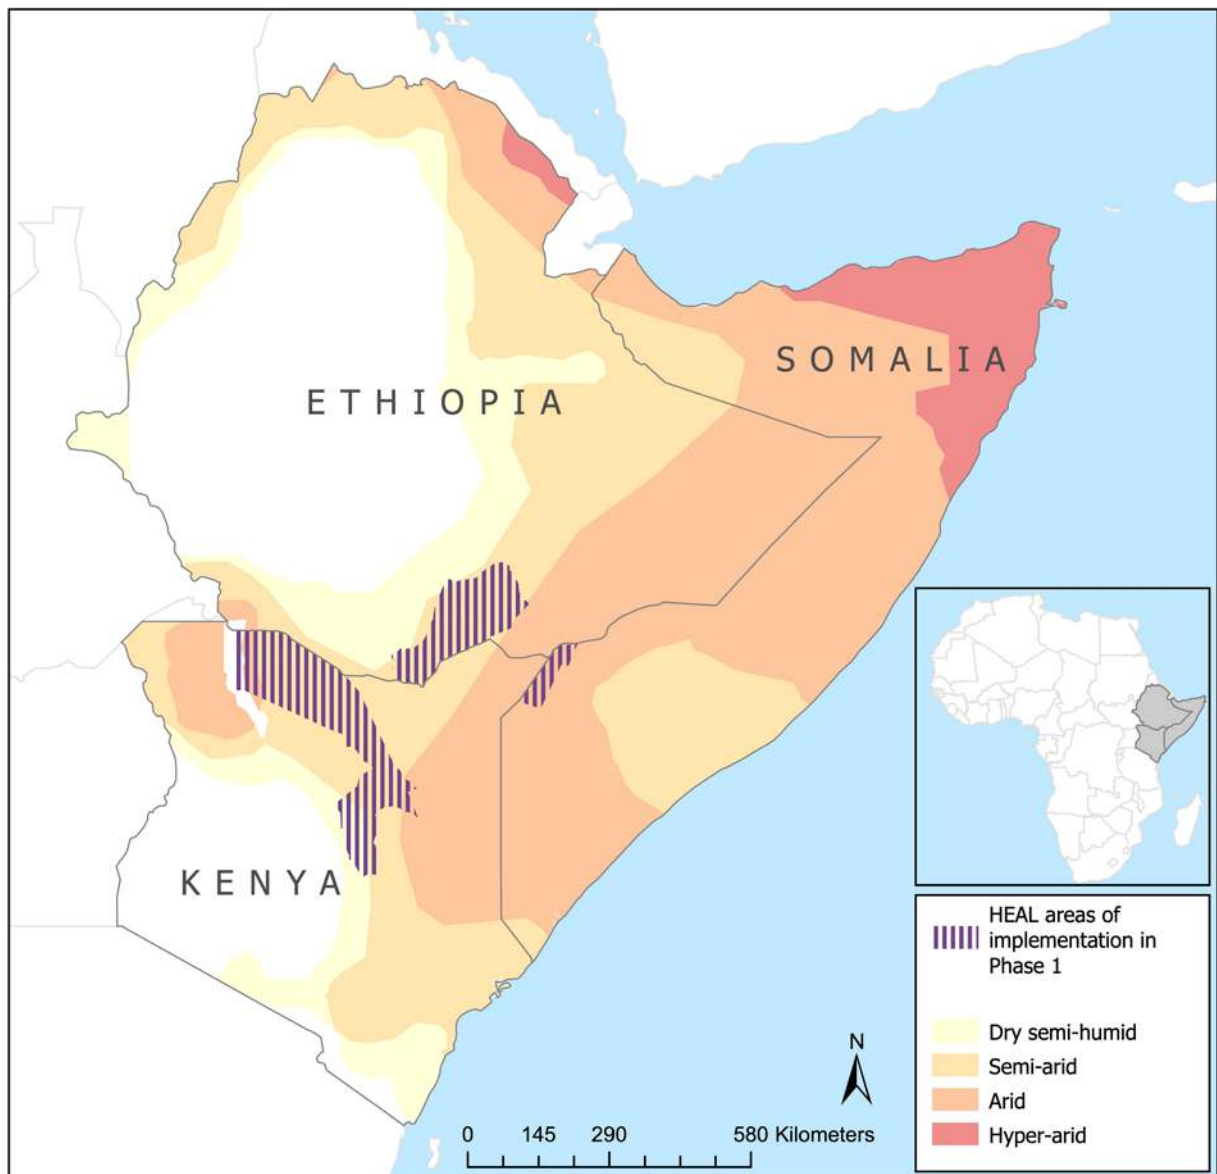 ETHIOPIA
SOMALIA
KENYA
HEAL areas of
implementation in
Phase 1
Dry semi-humid
Semi-arid
Arid
Hyper-arid
N
0 145 290 580 Kilometers